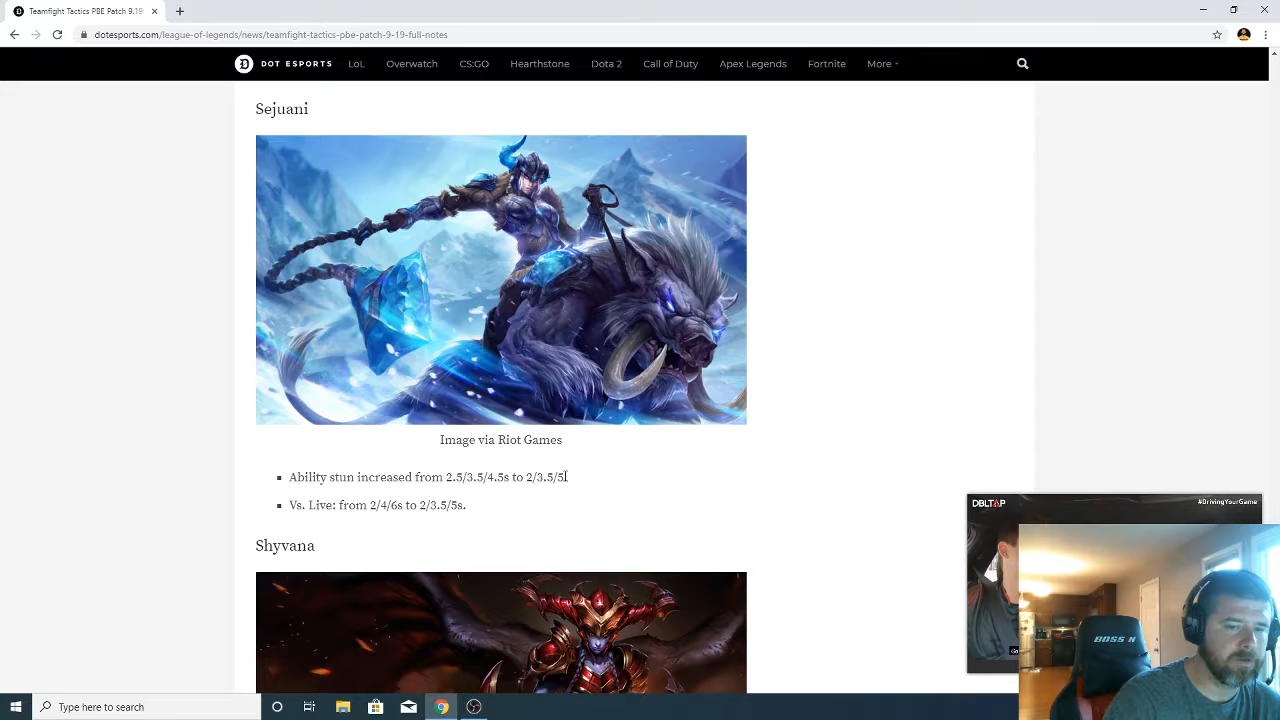 Teamfight Tactics PBE Patch 9.19:
dotesports.com/league-of-legends/news/teamfight-tactics-pbe-patch-9-19-full-notes
DOT ESPORTS LoL Overwatch CS:GO Hearthstone Dota 2 Call of Duty Apex Legends Fortnite More
Sejuani
Image via Riot Games
Ability stun increased from 2.5/3.5/4.5s to 2/3.5/5
Vs. Live: from 2/4/6s to 2/3.5/5s.
Shyvana
DBLTAP #DrivingYourGame
Go
BOSS
Type here to search